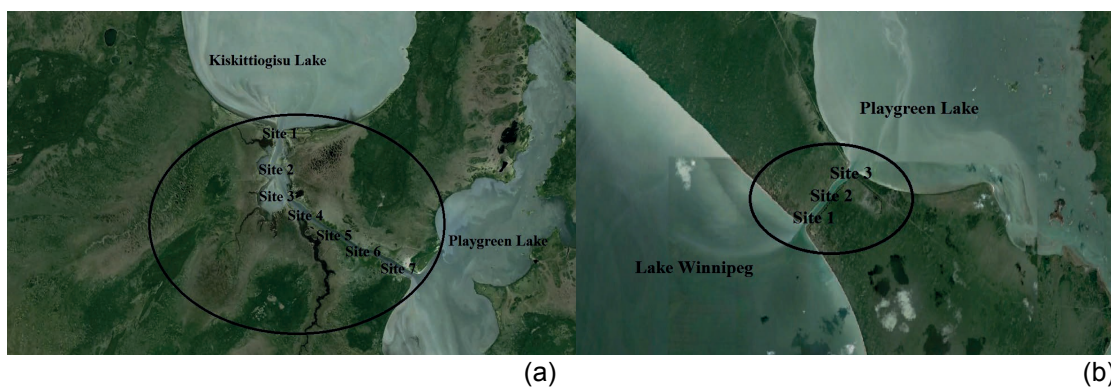 Kiskittiogisu Lake
Site 1
Site 2
Site 3
Site 4
Site 5
Site 6
Site 7
Playgreen Lake
(a)
Playgreen Lake
Site 3
Site 2
Site 1
Lake Winnipeg
(b)